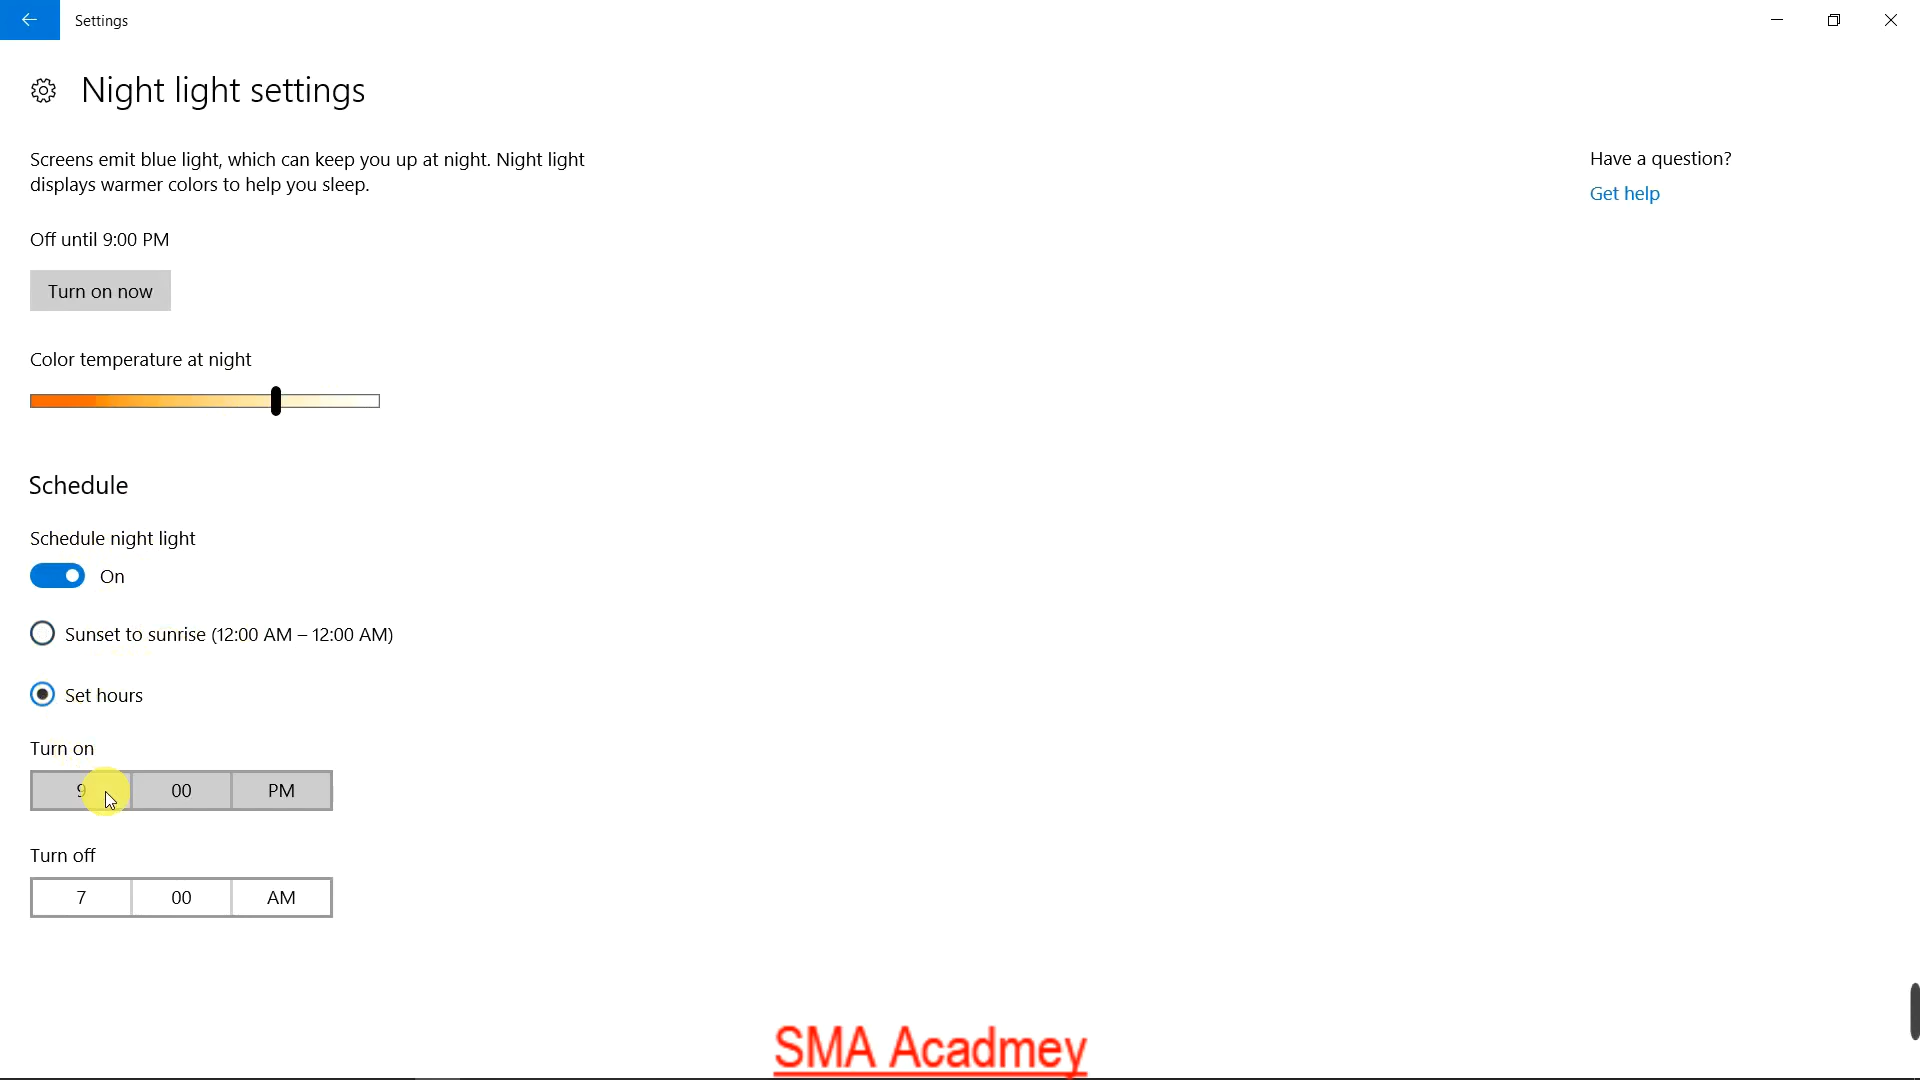 Settings
Night light settings
Screens emit blue light, which can keep you up at night. Night light
displays warmer colors to help you sleep.
Have a question?
Get help
Off until 9:00 PM
Turn on now
Color temperature at night
Schedule
Schedule night light
On
Sunset to sunrise (12:00 AM – 12:00 AM)
Set hours
Turn on
9 00 PM
Turn off
7 00 AM
SMA Acadmey